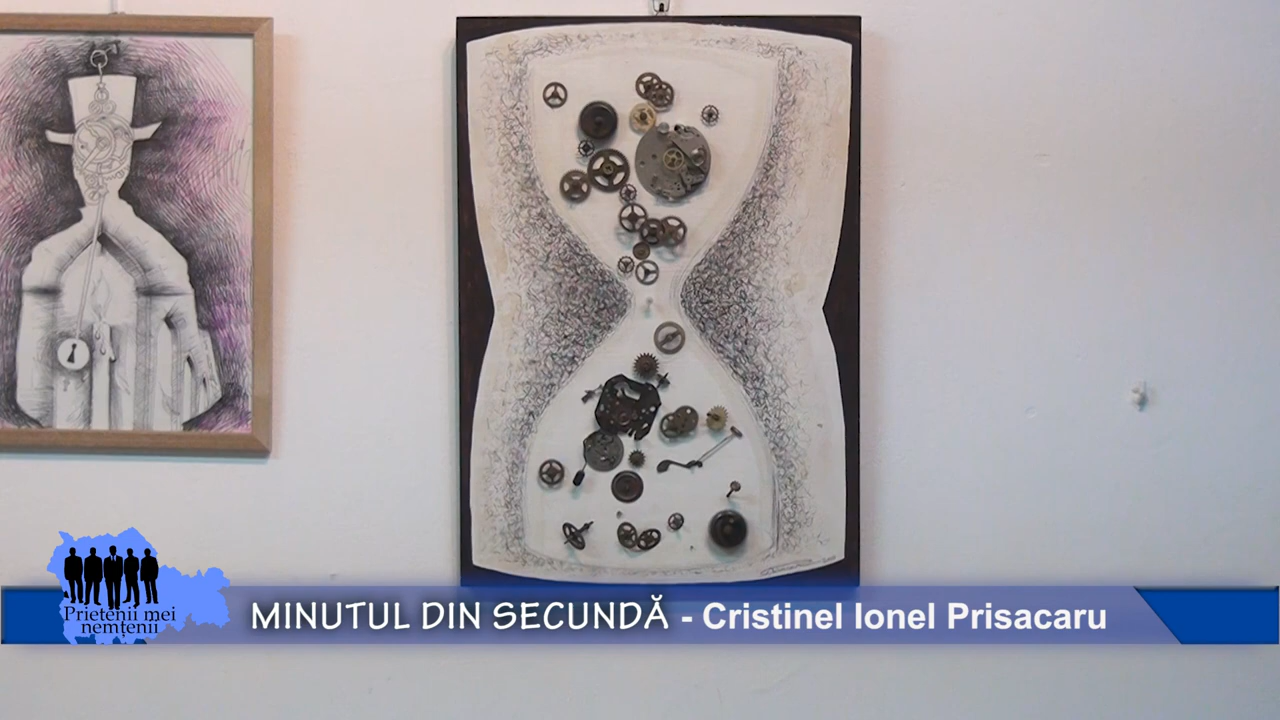 Prietenii mei
nemțenii
MINUTUL DIN SECUNDĂ - Cristinel Ionel Prisacaru